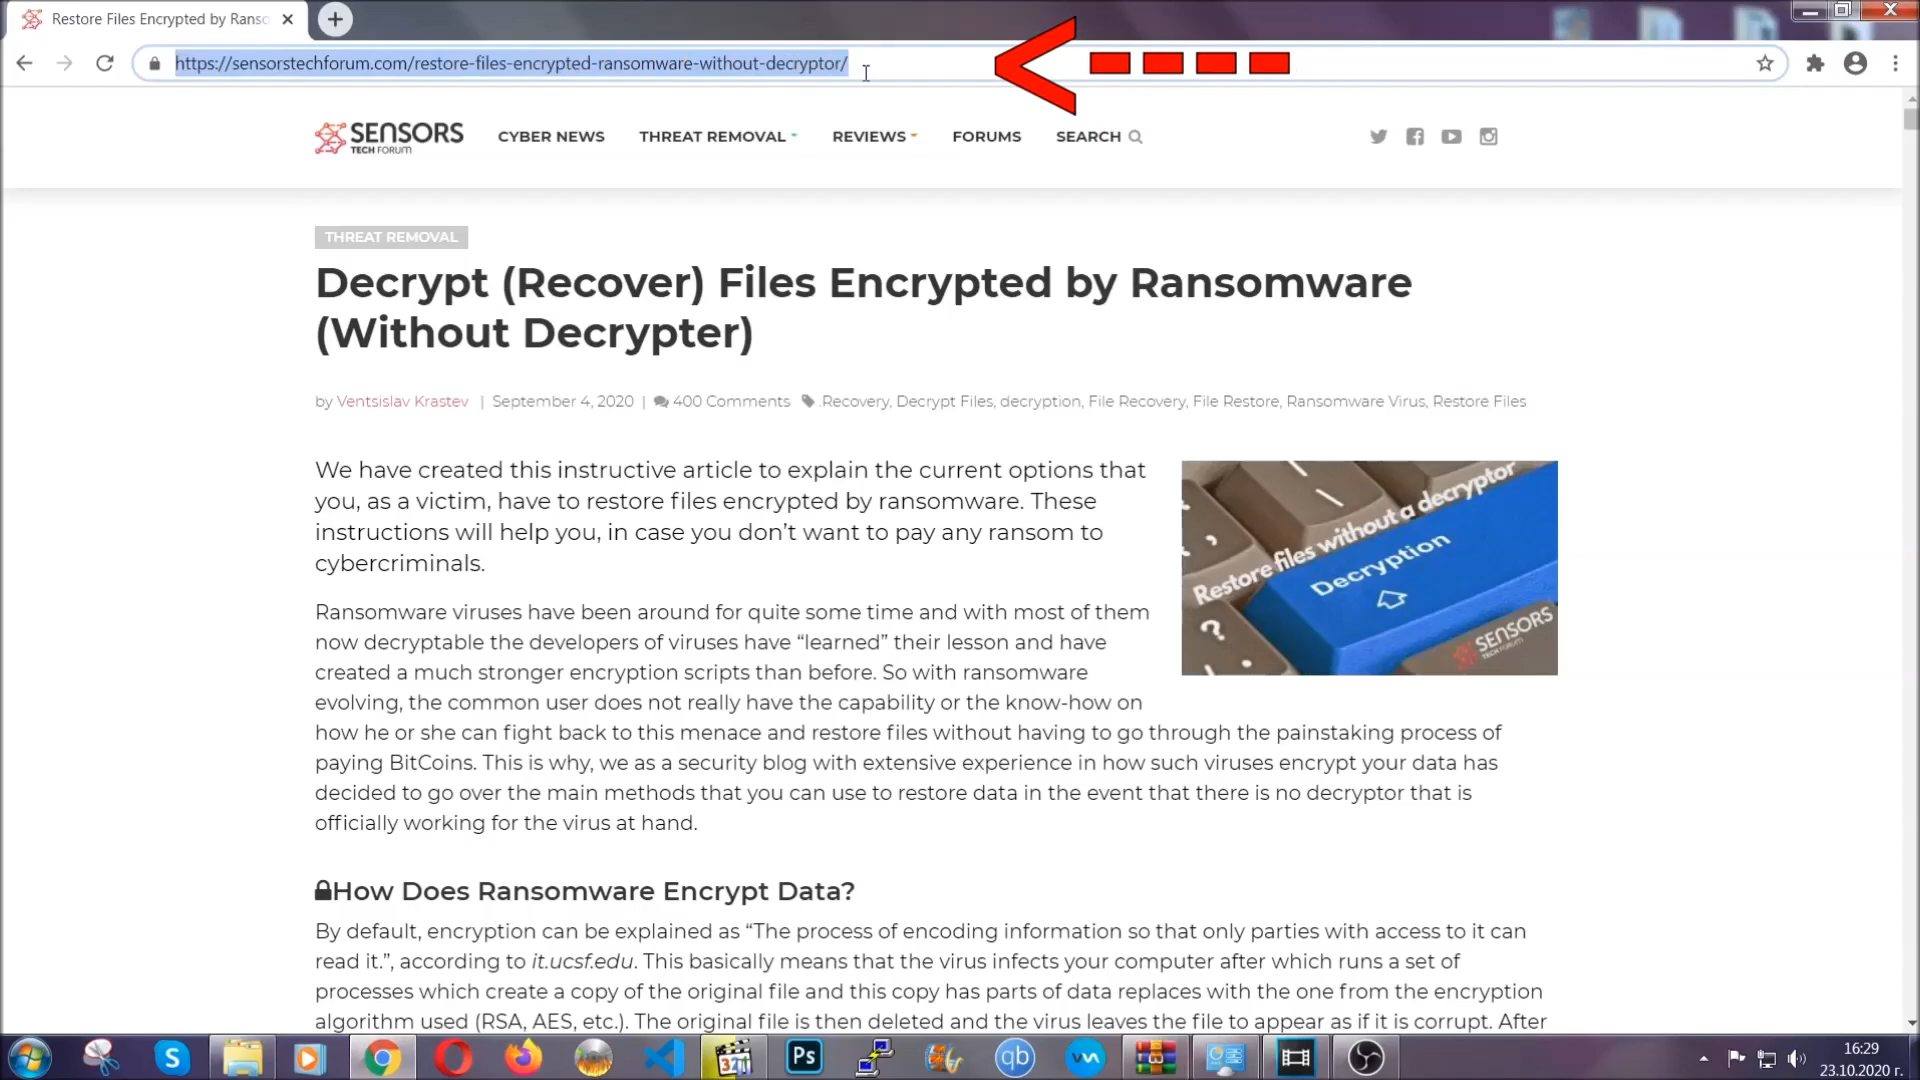 Restore Files Encrypted by Ranso
https://sensorstechforum.com/restore-files-encrypted-ransomware-without-decryptor/
SENSORS
TECH FORUM
CYBER NEWS THREAT REMOVAL REVIEWS FORUMS SEARCH
THREAT REMOVAL
Decrypt (Recover) Files Encrypted by Ransomware
(Without Decrypter)
by Ventsislav Krastev | September 4, 2020 | 400 Comments .Recovery, Decrypt Files, decryption, File Recovery, File Restore, Ransomware Virus, Restore Files
We have created this instructive article to explain the current options that
you, as a victim, have to restore files encrypted by ransomware. These
instructions will help you, in case you don’t want to pay any ransom to
cybercriminals.
Restore files without a decryptor
Decryption
SENSORS
TECH FORUM
Ransomware viruses have been around for quite some time and with most of them
now decryptable the developers of viruses have “learned” their lesson and have
created a much stronger encryption scripts than before. So with ransomware
evolving, the common user does not really have the capability or the know-how on
how he or she can fight back to this menace and restore files without having to go through the painstaking process of
paying BitCoins. This is why, we as a security blog with extensive experience in how such viruses encrypt your data has
decided to go over the main methods that you can use to restore data in the event that there is no decryptor that is
officially working for the virus at hand.
How Does Ransomware Encrypt Data?
By default, encryption can be explained as “The process of encoding information so that only parties with access to it can
read it.”, according to it.ucsf.edu. This basically means that the virus infects your computer after which runs a set of
processes which create a copy of the original file and this copy has parts of data replaces with the one from the encryption
algorithm used (RSA, AES, etc.). The original file is then deleted and the virus leaves the file to appear as if it is corrupt. After
S
321
Ps
qb
16:29
23.10.2020 г.